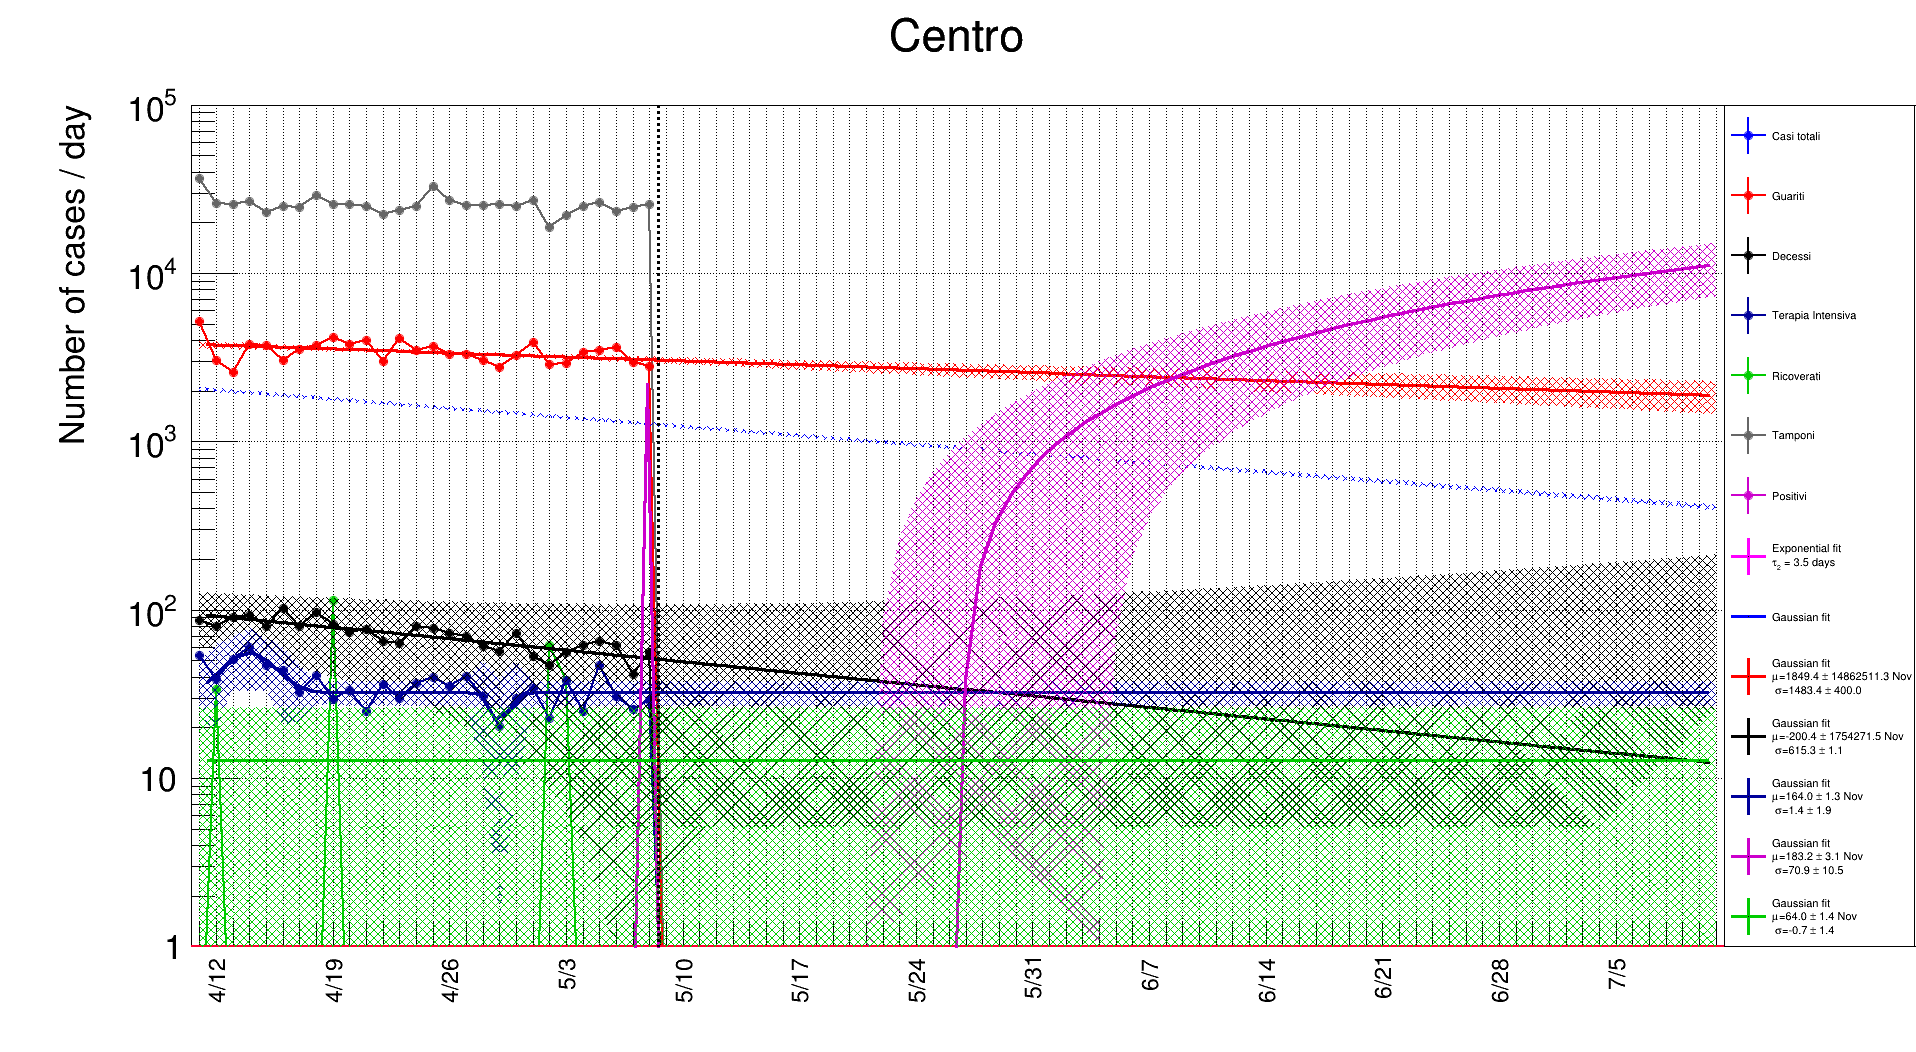 Centro
Number of cases / day
10^5
10^4
10^3
10^2
10
1
4/12
4/19
4/26
5/3
5/10
5/17
5/24
5/31
6/7
6/14
6/21
6/28
7/5
Casi totali
Guariti
Decessi
Terapia Intensiva
Ricoverati
Tamponi
Positivi
Exponential fit
τ₂ = 3.5 days
Gaussian fit
Gaussian fit
μ=1849.4 ± 14862511.3 Nov
σ=1483.4 ± 400.0
Gaussian fit
μ=-200.4 ± 1754271.5 Nov
σ=615.3 ± 1.1
Gaussian fit
μ=164.0 ± 1.3 Nov
σ=1.4 ± 1.9
Gaussian fit
μ=183.2 ± 3.1 Nov
σ=70.9 ± 10.5
Gaussian fit
μ=64.0 ± 1.4 Nov
σ=-0.7 ± 1.4